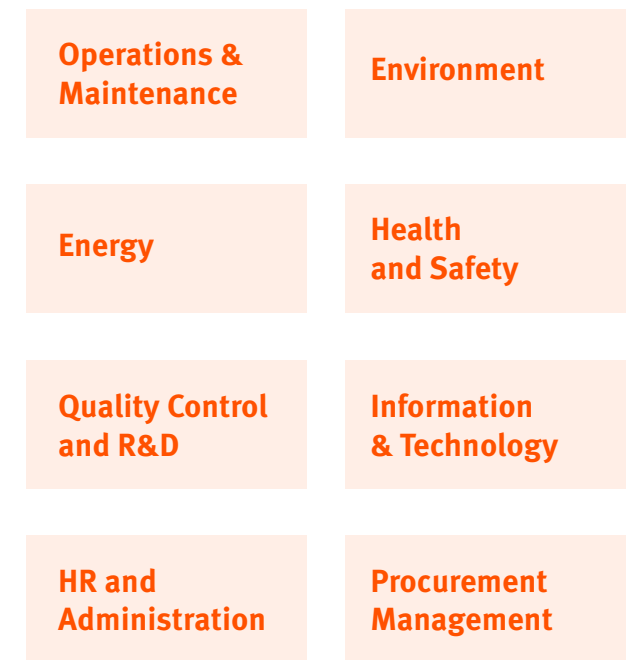 Operations &
Maintenance
Environment
Energy
Health
and Safety
Quality Control
and R&D
Information
& Technology
HR and
Administration
Procurement
Management